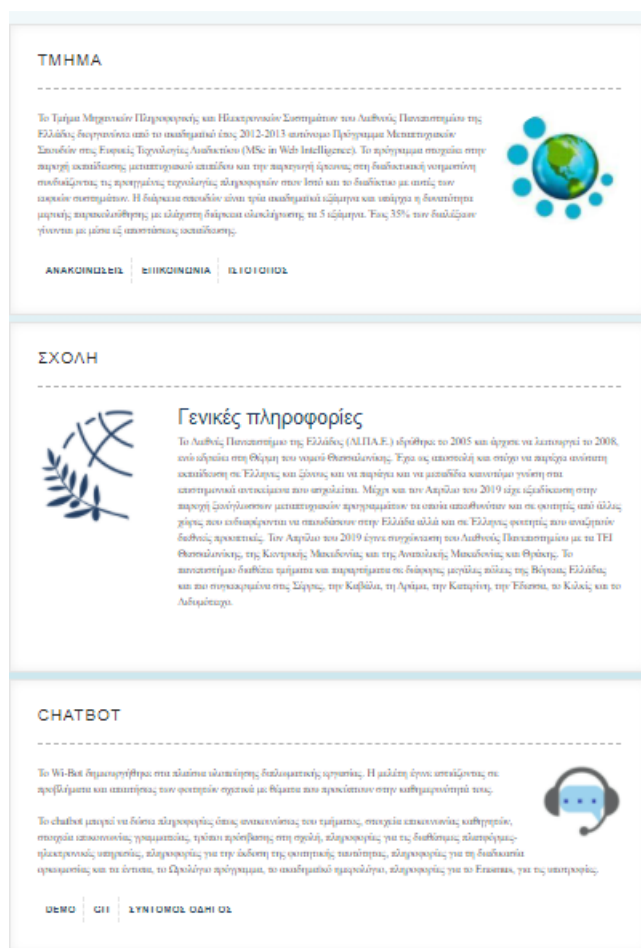 ΤΜΗΜΑ
Το Τμήμα Μηχανικών Πληροφορικής και Ηλεκτρονικών Συστημάτων του Διεθνούς Πανεπιστημίου της
Ελλάδος διοργανώνει από το ακαδημαϊκό έτος 2012-2013 αυτόνομο Πρόγραμμα Μεταπτυχιακών
Σπουδών στις Ευφυείς Τεχνολογίες Διαδικτύου (MSc in Web Intelligence). Το πρόγραμμα στοχεύει στην
παροχή εκπαίδευσης μεταπτυχιακού επιπέδου και την παραγωγή έρευνας στη διαδικτυακή νοημοσύνη
συνδυάζοντας τις προηγμένες τεχνολογίες πληροφοριών στον Ιστό και το διαδίκτυο με αυτές των
ευφυών συστημάτων. Η διάρκεια σπουδών είναι τρία ακαδημαϊκά εξάμηνα και υπάρχει η δυνατότητα
μερικής παρακολούθησης με ελάχιστη διάρκεια ολοκλήρωσης τα 5 εξάμηνα. Έως 35% των διαλέξεων
γίνονται με μέσα εξ αποστάσεως εκπαίδευσης.
ΑΝΑΚΟΙΝΩΣΕΙΣ ΕΠΙΚΟΙΝΩΝΙΑ ΙΣΤΟΤΟΠΟΣ
ΣΧΟΛΗ
Γενικές πληροφορίες
Το Διεθνές Πανεπιστήμιο της Ελλάδος (ΔΙ.ΠΑ.Ε.) ιδρύθηκε το 2005 και άρχισε να λειτουργεί το 2008,
ενώ εδρεύει στη Θέρμη του νομού Θεσσαλονίκης. Έχει ως αποστολή και στόχο να παρέχει ανώτατη
εκπαίδευση σε Έλληνες και ξένους και να παράγει και να μεταδίδει καινοτόμο γνώση στα
επιστημονικά αντικείμενα που ασχολείται. Μέχρι και τον Απρίλιο του 2019 είχε εξειδίκευση στην
παροχή ξενόγλωσσων μεταπτυχιακών προγραμμάτων τα οποία απευθυνόταν και σε φοιτητές από άλλες
χώρες που ενδιαφέρονται να σπουδάσουν στην Ελλάδα αλλά και σε Έλληνες φοιτητές που αναζητούν
διεθνείς προοπτικές. Τον Απρίλιο του 2019 έγινε συγχώνευση του Διεθνούς Πανεπιστημίου με τα ΤΕΙ
Θεσσαλονίκης, της Κεντρικής Μακεδονίας και της Ανατολικής Μακεδονίας και Θράκης. Το
πανεπιστήμιο διαθέτει τμήματα και παραρτήματα σε διάφορες μεγάλες πόλεις της Βόρειας Ελλάδας
και πιο συγκεκριμένα στις Σέρρες, την Καβάλα, τη Δράμα, την Κατερίνη, την Έδεσσα, το Κιλκίς και το
Διδυμότειχο.
CHATBOT
Το Wi-Bot δημιουργήθηκε στα πλαίσια υλοποίησης διπλωματικής εργασίας. Η μελέτη έγινε εστιάζοντας σε
προβλήματα και απαιτήσεις των φοιτητών σχετικά με θέματα που προκύπτουν στην καθημερινότητά τους.
Το chatbot μπορεί να δώσει πληροφορίες όπως ανακοινώσεις του τμήματος, στοιχεία επικοινωνίας καθηγητών,
στοιχεία επικοινωνίας γραμματείας, τρόποι πρόσβασης στη σχολή, πληροφορίες για τις διαθέσιμες πλατφόρμες-
ηλεκτρονικές υπηρεσίες, πληροφορίες για την έκδοση της φοιτητικής ταυτότητας, πληροφορίες για τη διαδικασία
ορκωμοσίας και τα έντυπα, το Ωρολόγιο πρόγραμμα, το ακαδημαϊκό ημερολόγιο, πληροφορίες για το Erasmus, για τις υποτροφίες.
DEMO GIT ΣΥΝΤΟΜΟΣ ΟΔΗΓΟΣ